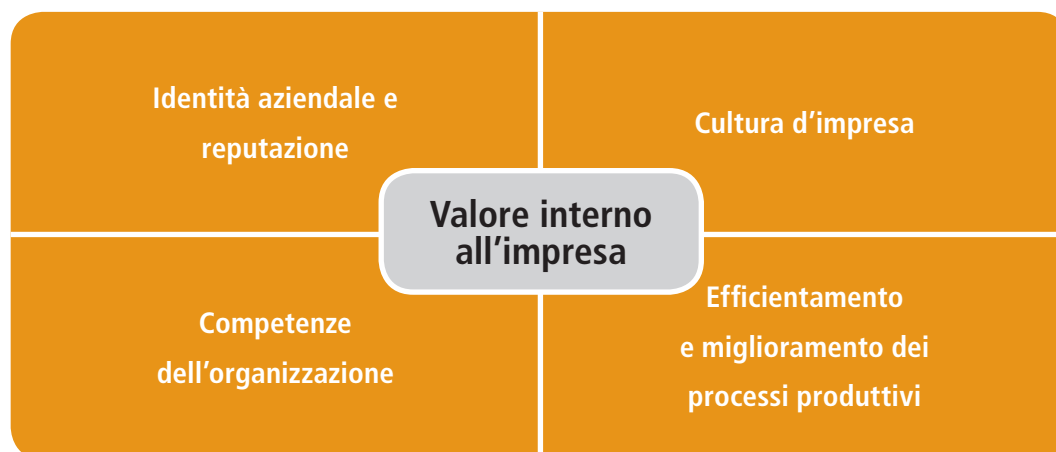 Identità aziendale e
reputazione
Cultura d’impresa
Valore interno
all’impresa
Competenze
dell’organizzazione
Efficientamento
e miglioramento dei
processi produttivi